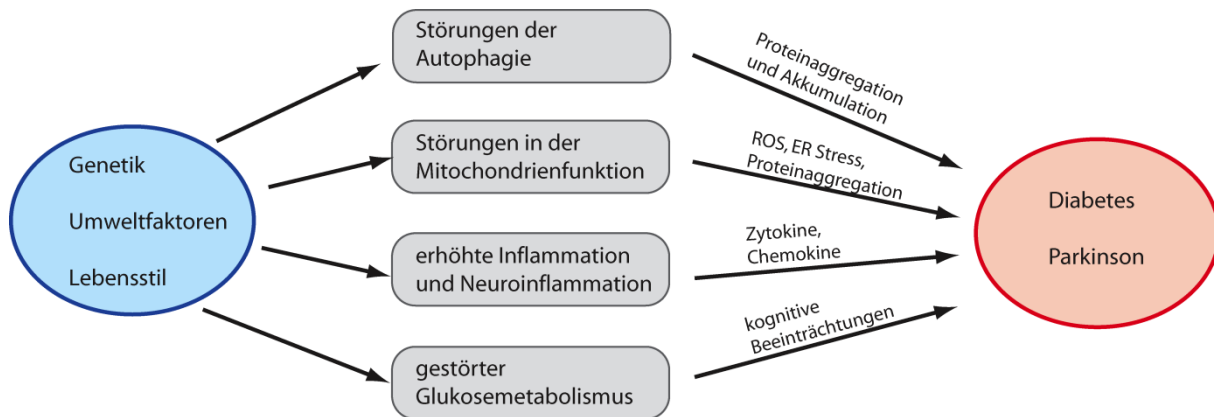 Genetik
Umweltfaktoren
Lebensstil
Störungen der
Autophagie
Störungen in der
Mitochondrienfunktion
erhöhte Inflammation
und Neuroinflammation
gestörter
Glukosemetabolismus
Proteinaggregation
und Akkumulation
ROS, ER Stress,
Proteinaggregation
Zytokine,
Chemokine
kognitive
Beeinträchtungen
Diabetes
Parkinson